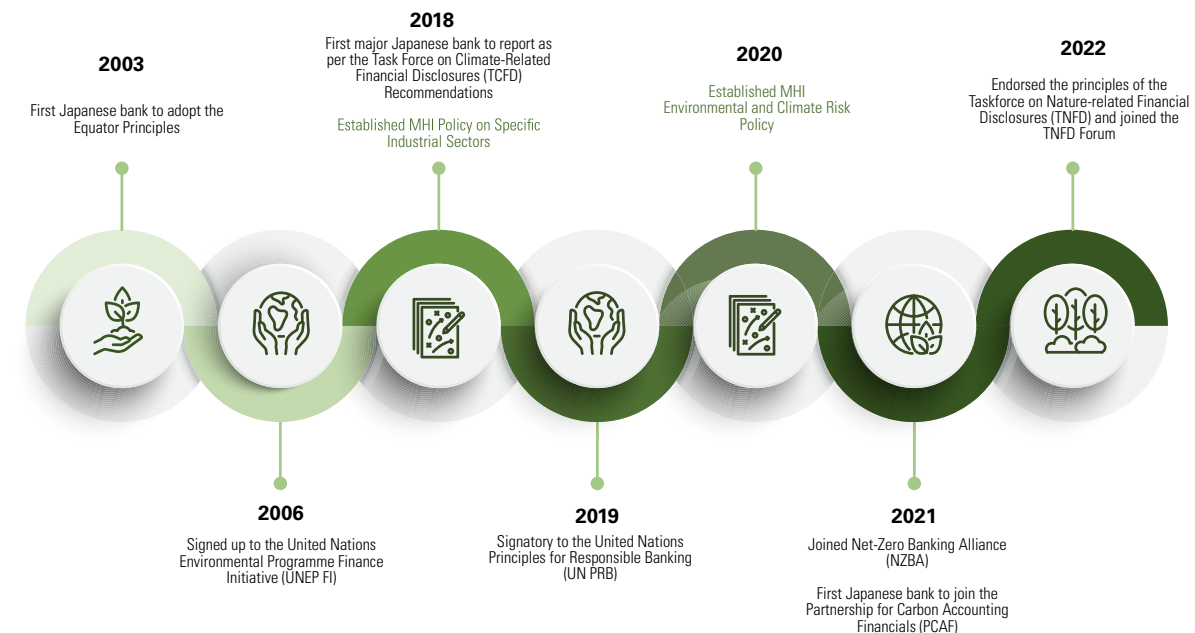 2003
First Japanese bank to adopt the
Equator Principles
2006
Signed up to the United Nations
Environmental Programme Finance
Initiative (UNEP FI)
2018
First major Japanese bank to report as
per the Task Force on Climate-Related
Financial Disclosures (TCFD)
Recommendations
Established MHI Policy on Specific
Industrial Sectors
2019
Signatory to the United Nations
Principles for Responsible Banking
(UN PRB)
2020
Established MHI
Environmental and Climate Risk
Policy
2021
Joined Net-Zero Banking Alliance
(NZBA)
First Japanese bank to join the
Partnership for Carbon Accounting
Financials (PCAF)
2022
Endorsed the principles of the
Taskforce on Nature-related Financial
Disclosures (TNFD) and joined the
TNFD Forum